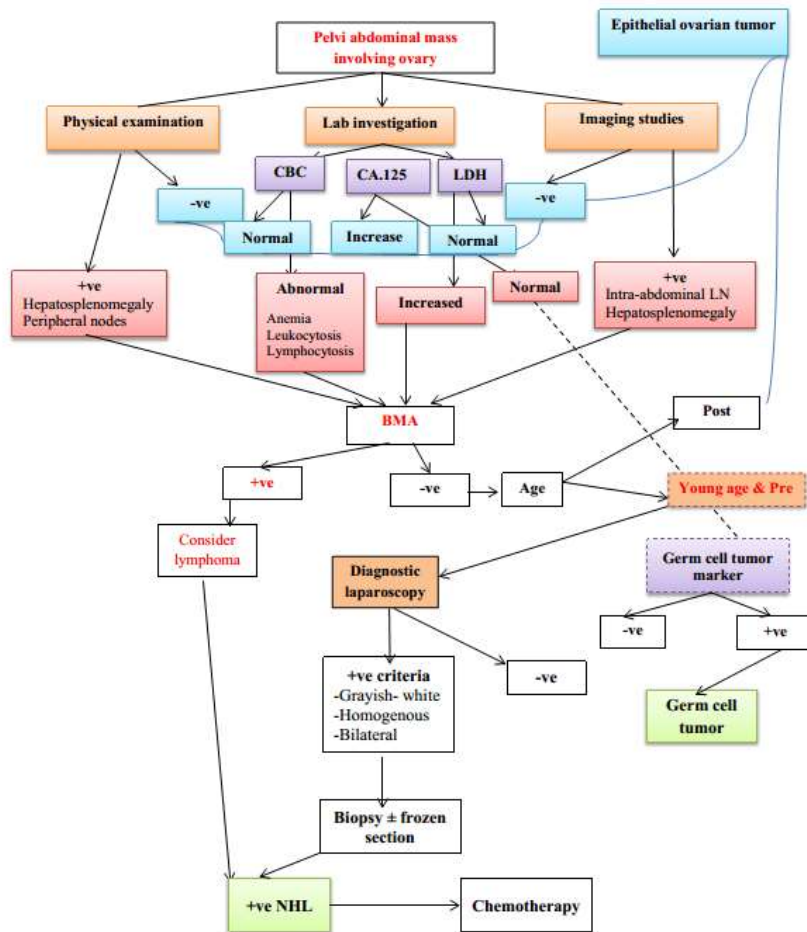 Pelvi abdominal mass
involving ovary
Epithelial ovarian tumor
Physical examination
Lab investigation
Imaging studies
CBC
CA.125
LDH
-ve
-ve
Normal
Increase
Normal
+ve
Hepatosplenomegaly
Peripheral nodes
Abnormal
Anemia
Leukocytosis
Lymphocytosis
Increased
Normal
+ve
Intra-abdominal LN
Hepatosplenomegaly
BMA
Post
+ve
-ve
Age
Young age & Pre
Consider
lymphoma
Diagnostic
laparoscopy
Germ cell tumor
marker
-ve
+ve
+ve criteria
-Grayish- white
-Homogenous
-Bilateral
-ve
Germ cell
tumor
Biopsy ± frozen
section
+ve NHL
Chemotherapy